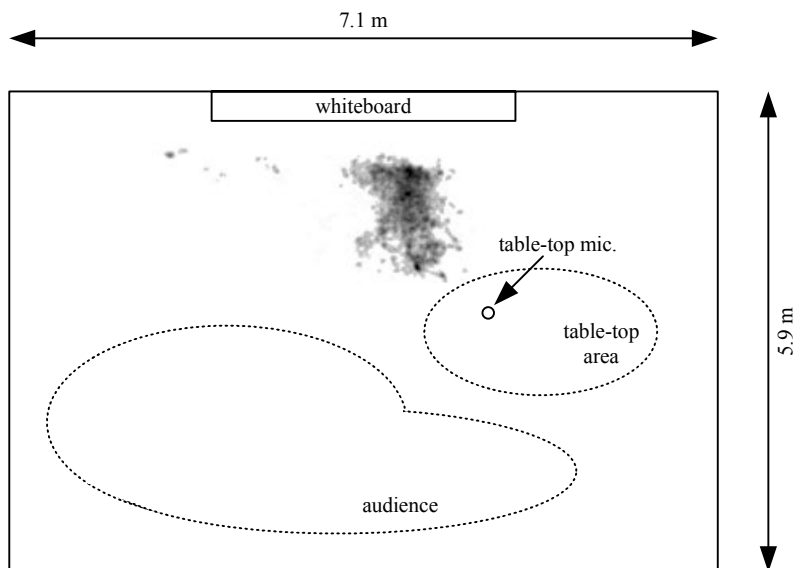 7.1 m
whiteboard
table-top mic.
table-top
area
5.9 m
audience